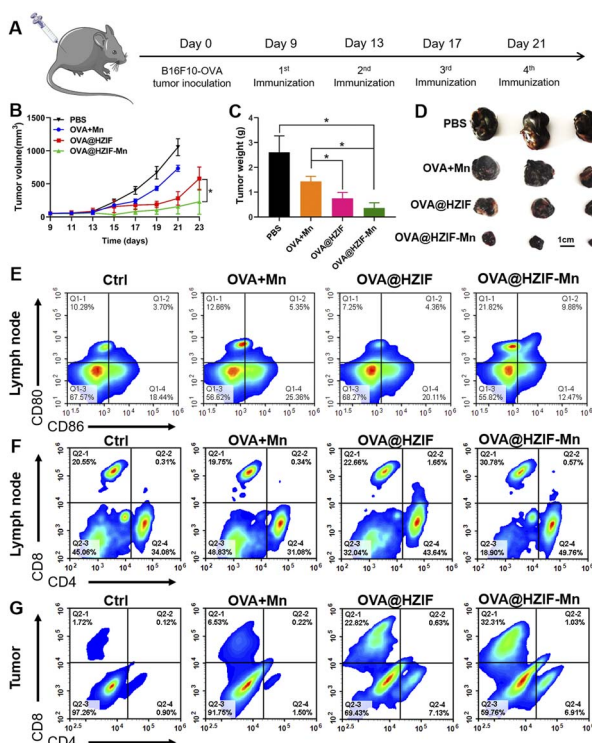 A
Day 0
Day 9
Day 13
Day 17
Day 21
B16F10-OVA
tumor inoculation
1st
Immunization
2nd
Immunization
3rd
Immunization
4th
Immunization
B
Tumor volume(mm3)
PBS
OVA+Mn
OVA@HZIF
OVA@HZIF-Mn
1500
1000
500
0
*
9 11 13 15 17 19 21 23
Time (days)
C
Tumor weight (g)
5
4
3
2
1
0
*
*
*
PBS
OVA+Mn
OVA@HZIF
OVA@HZIF-Mn
D
PBS
OVA+Mn
OVA@HZIF
OVA@HZIF-Mn
1cm
E
Ctrl OVA+Mn OVA@HZIF OVA@HZIF-Mn
Lymph node
CD80
CD86
Q1-1 Q1-2 Q1-1 Q1-2 Q1-1 Q1-2 Q1-1 Q1-2
10.28% 3.70% 12.66% 5.35% 7.25% 4.36% 21.82% 9.88%
Q1-3 Q1-4 Q1-3 Q1-4 Q1-3 Q1-4 Q1-3 Q1-4
67.57% 18.44% 56.62% 25.36% 68.27% 20.11% 55.82% 12.47%
F
Ctrl OVA+Mn OVA@HZIF OVA@HZIF-Mn
Lymph node
CD8
CD4
Q2-1 Q2-2 Q2-1 Q2-2 Q2-1 Q2-2 Q2-1 Q2-2
20.55% 0.31% 19.75% 0.34% 22.66% 1.65% 30.78% 0.57%
Q2-3 Q2-4 Q2-3 Q2-4 Q2-3 Q2-4 Q2-3 Q2-4
45.06% 34.08% 48.83% 31.08% 32.04% 43.64% 18.90% 49.76%
G
Ctrl OVA+Mn OVA@HZIF OVA@HZIF-Mn
Tumor
CD8
CD4
Q2-1 Q2-2 Q2-1 Q2-2 Q2-1 Q2-2 Q2-1 Q2-2
1.72% 0.12% 6.53% 0.22% 22.82% 0.63% 32.31% 1.03%
Q2-3 Q2-4 Q2-3 Q2-4 Q2-3 Q2-4 Q2-3 Q2-4
97.26% 0.90% 91.75% 1.50% 69.43% 7.13% 59.76% 6.91%